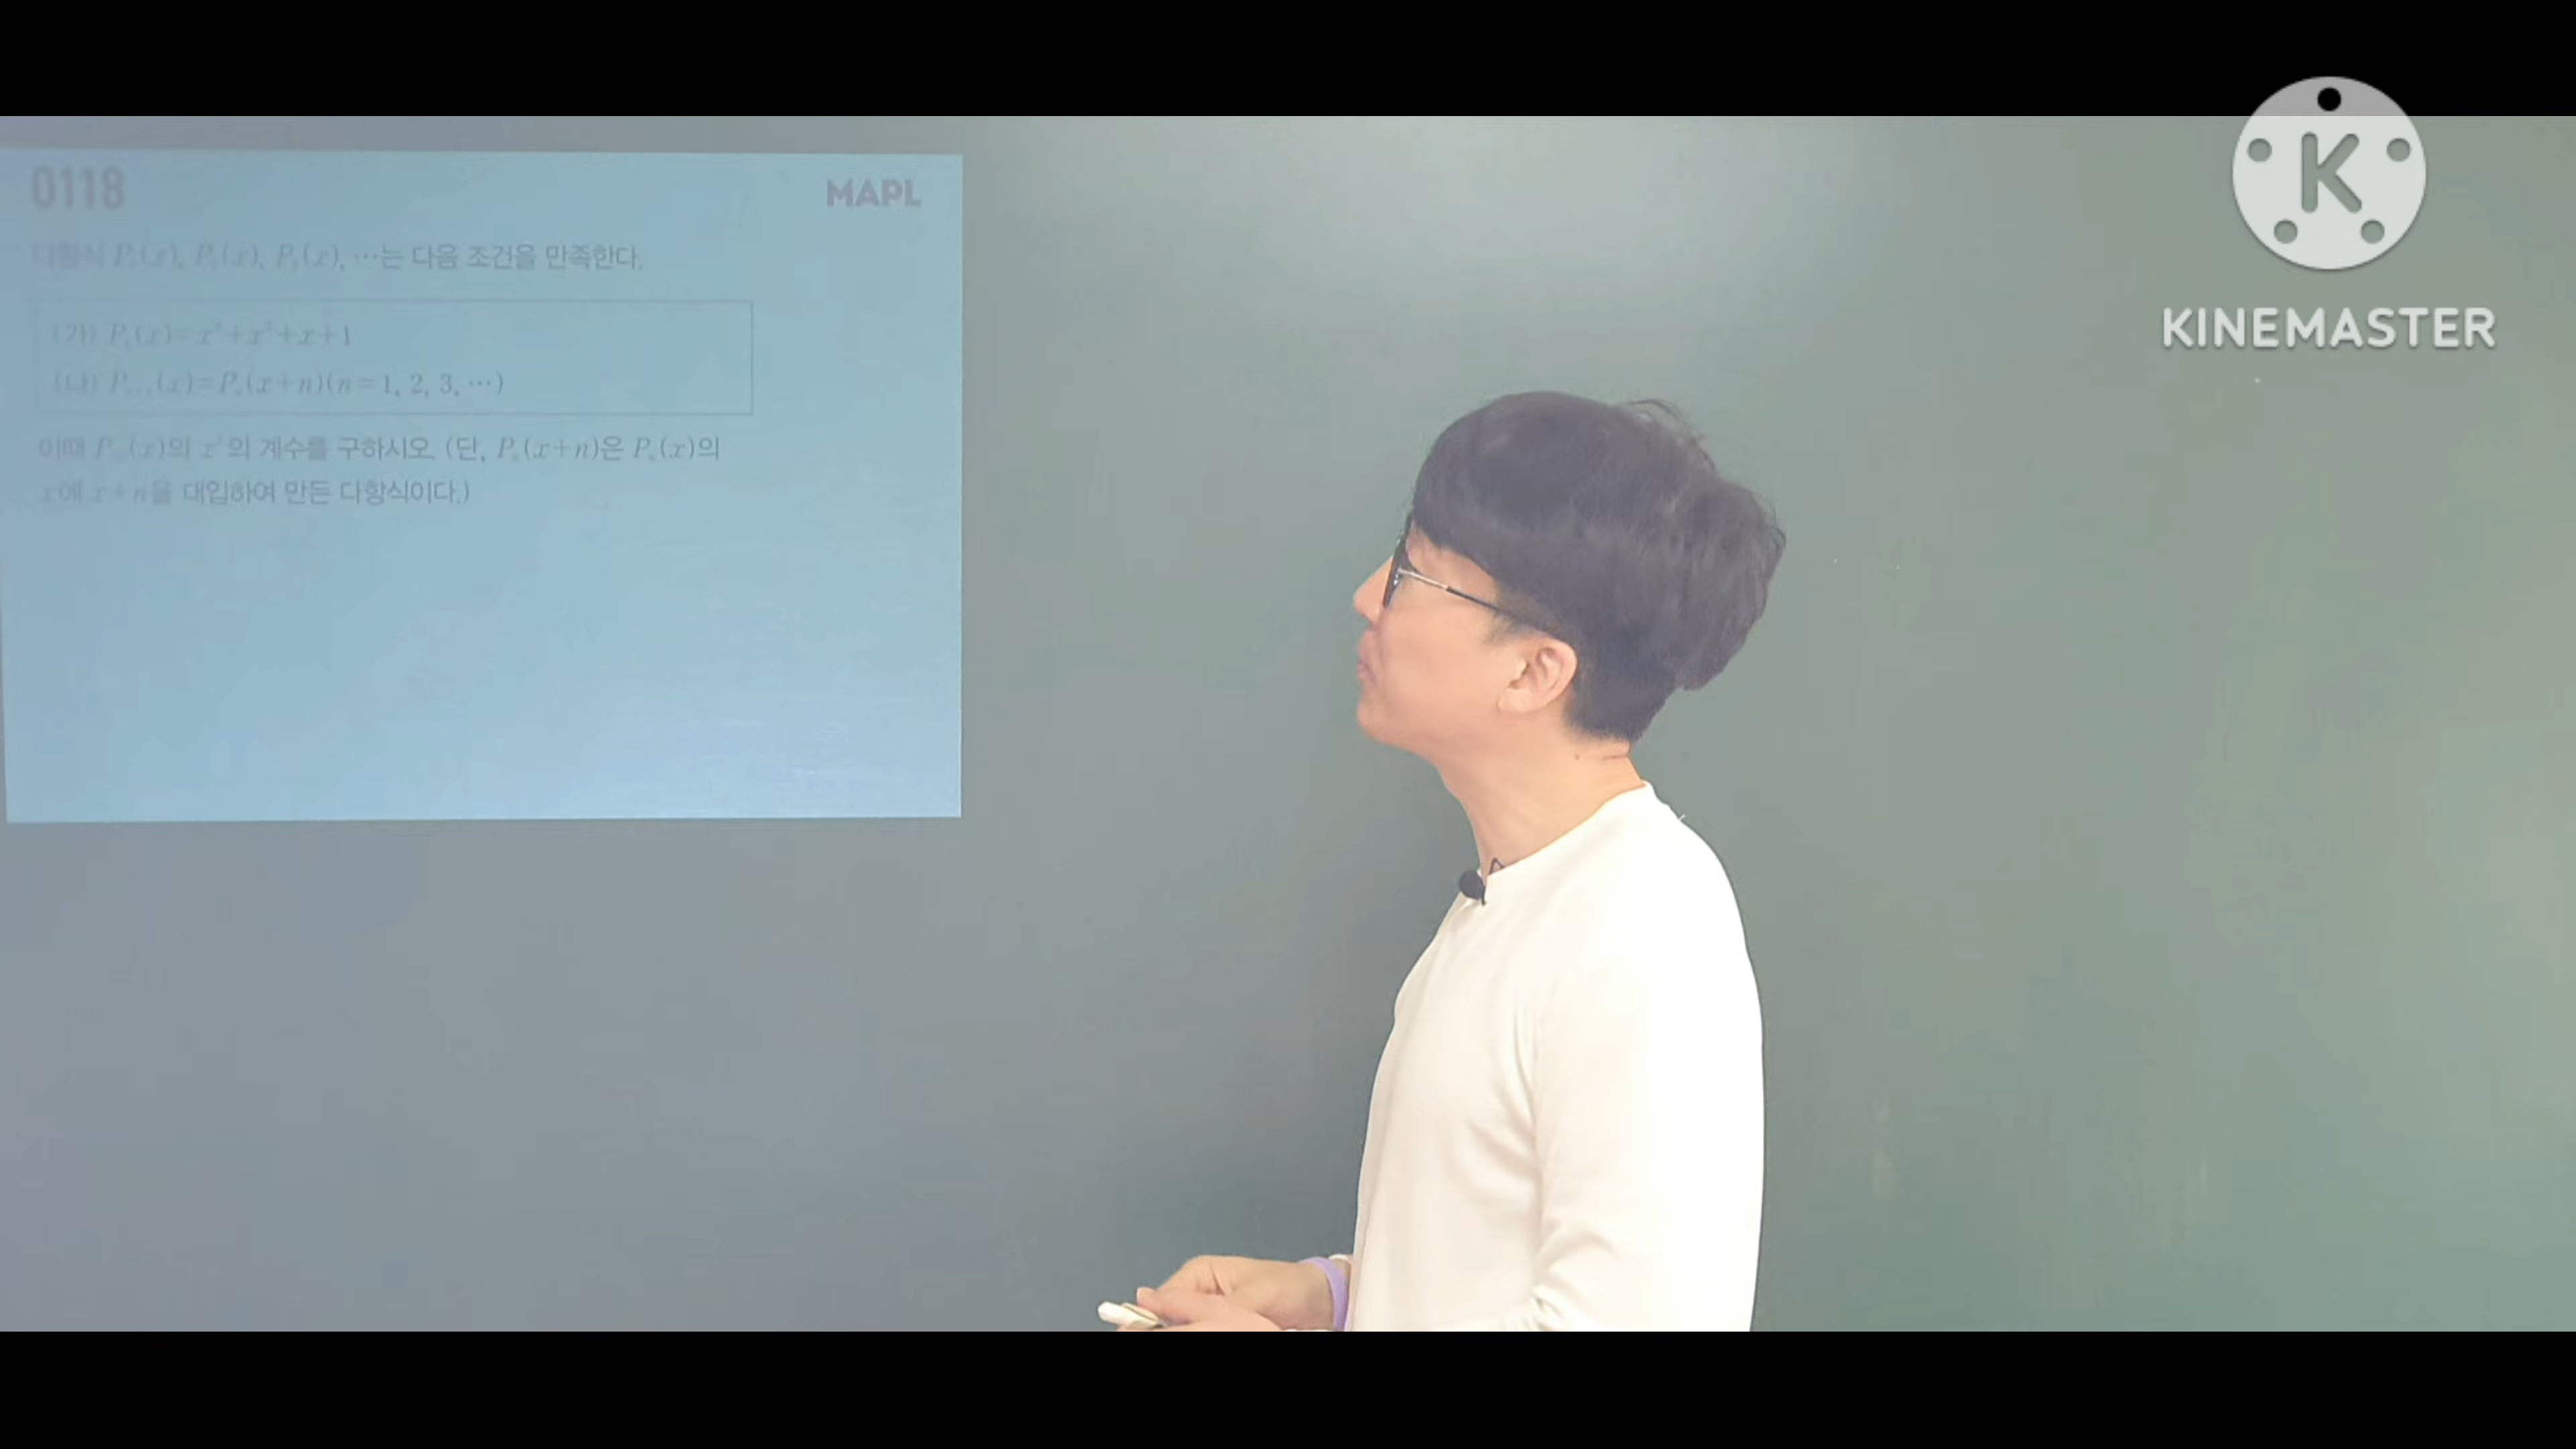 0118
MAPL
다항식 P₁(x), P₂(x), P₃(x), …는 다음 조건을 만족한다.
(가) P₁(x)=x³+x²+x+1
(나) Pₙ₊₁(x)=Pₙ(x+n)(n=1, 2, 3, …)
이때 (x)의 의 계수를 구하시오. (단, Pₙ(x+n)은 Pₙ(x)의
x에 x+n을 대입하여 만든 다항식이다.)
K
KINEMASTER